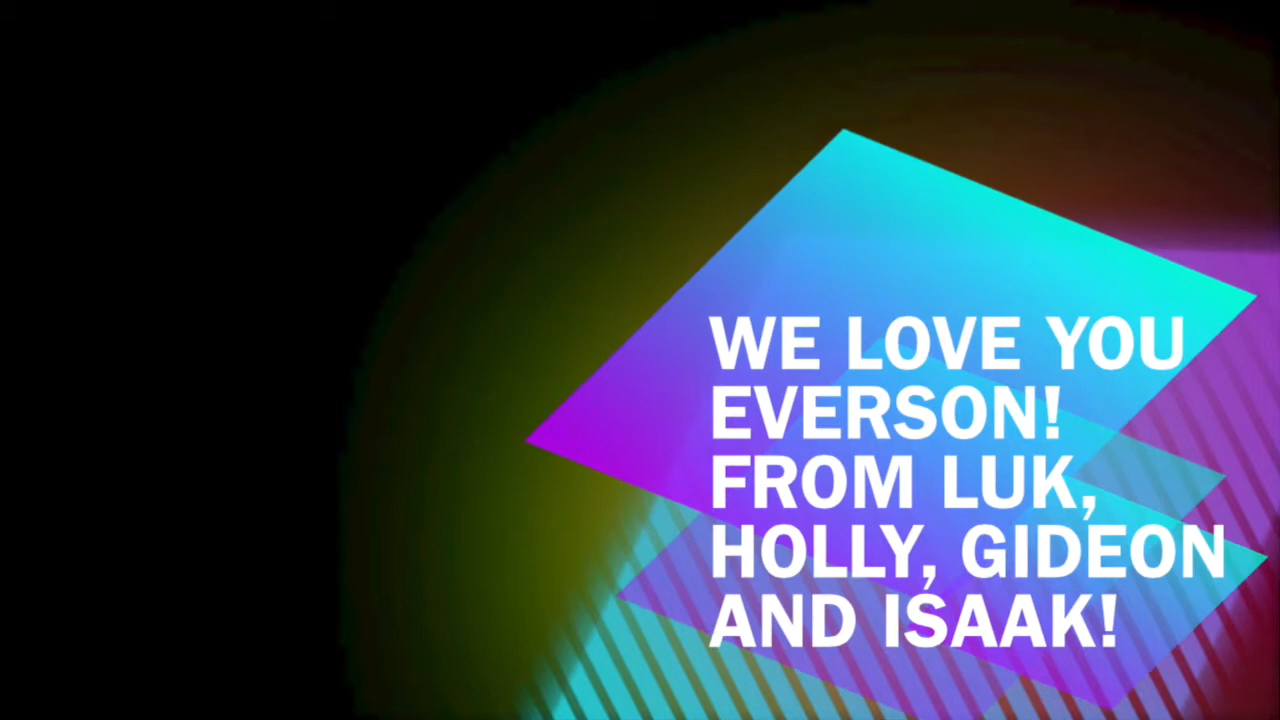 WE LOVE YOU
EVERSON!
FROM LUK,
HOLLY, GIDEON
AND ISAAK!